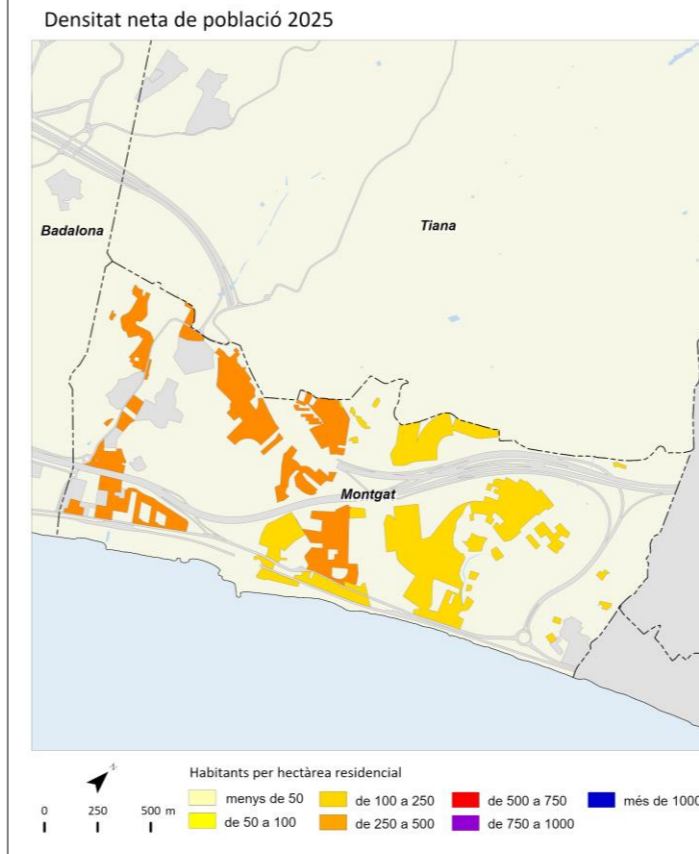 Densitat neta de població 2025
Badalona
Tiana
Montgat
N
Habitants per hectàrea residencial
menys de 50
de 100 a 250
de 500 a 750
més de 1000
de 50 a 100
de 250 a 500
de 750 a 1000
0 250 500 m